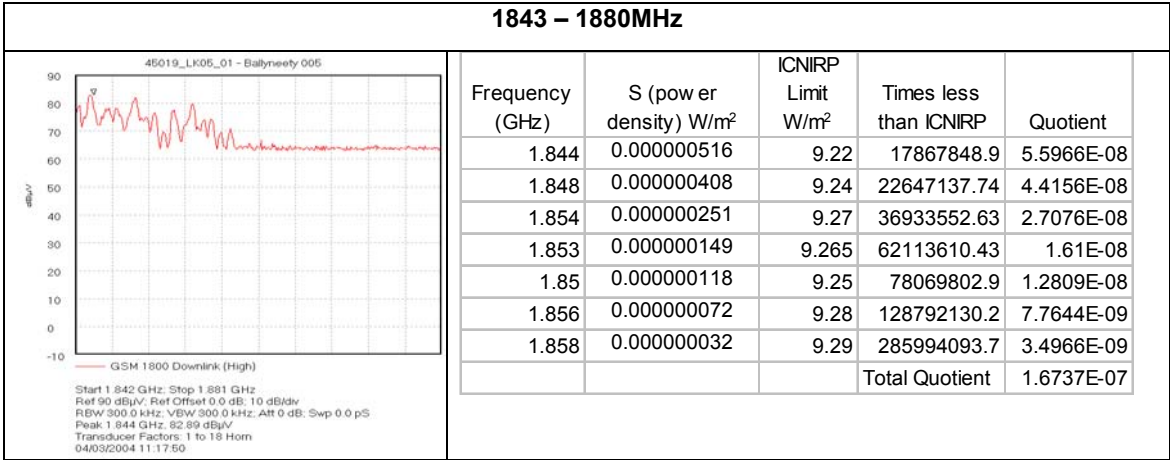 1843 – 1880MHz
45019_LK05_01 - Ballyneety 005
90
80
70
60
50
40
30
20
10
0
-10
dBµV
GSM 1800 Downlink (High)
Start 1.842 GHz; Stop 1.881 GHz
Ref 90 dBµV; Ref Offset 0.0 dB; 10 dB/div
RBW 300.0 kHz; VBW 300.0 kHz; Att 0 dB; Swp 0.0 pS
Peak 1.844 GHz, 82.89 dBµV
Transducer Factors: 1 to 18 Horn
04/03/2004 11:17:50
Frequency (GHz) S (pow er density) W/m² ICNIRP Limit W/m² Times less than ICNIRP Quotient
1.844 0.000000516 9.22 17867848.9 5.5966E-08
1.848 0.000000408 9.24 22647137.74 4.4156E-08
1.854 0.000000251 9.27 36933552.63 2.7076E-08
1.853 0.000000149 9.265 62113610.43 1.61E-08
1.85 0.000000118 9.25 78069802.9 1.2809E-08
1.856 0.000000072 9.28 128792130.2 7.7644E-09
1.858 0.000000032 9.29 285994093.7 3.4966E-09
Total Quotient 1.6737E-07